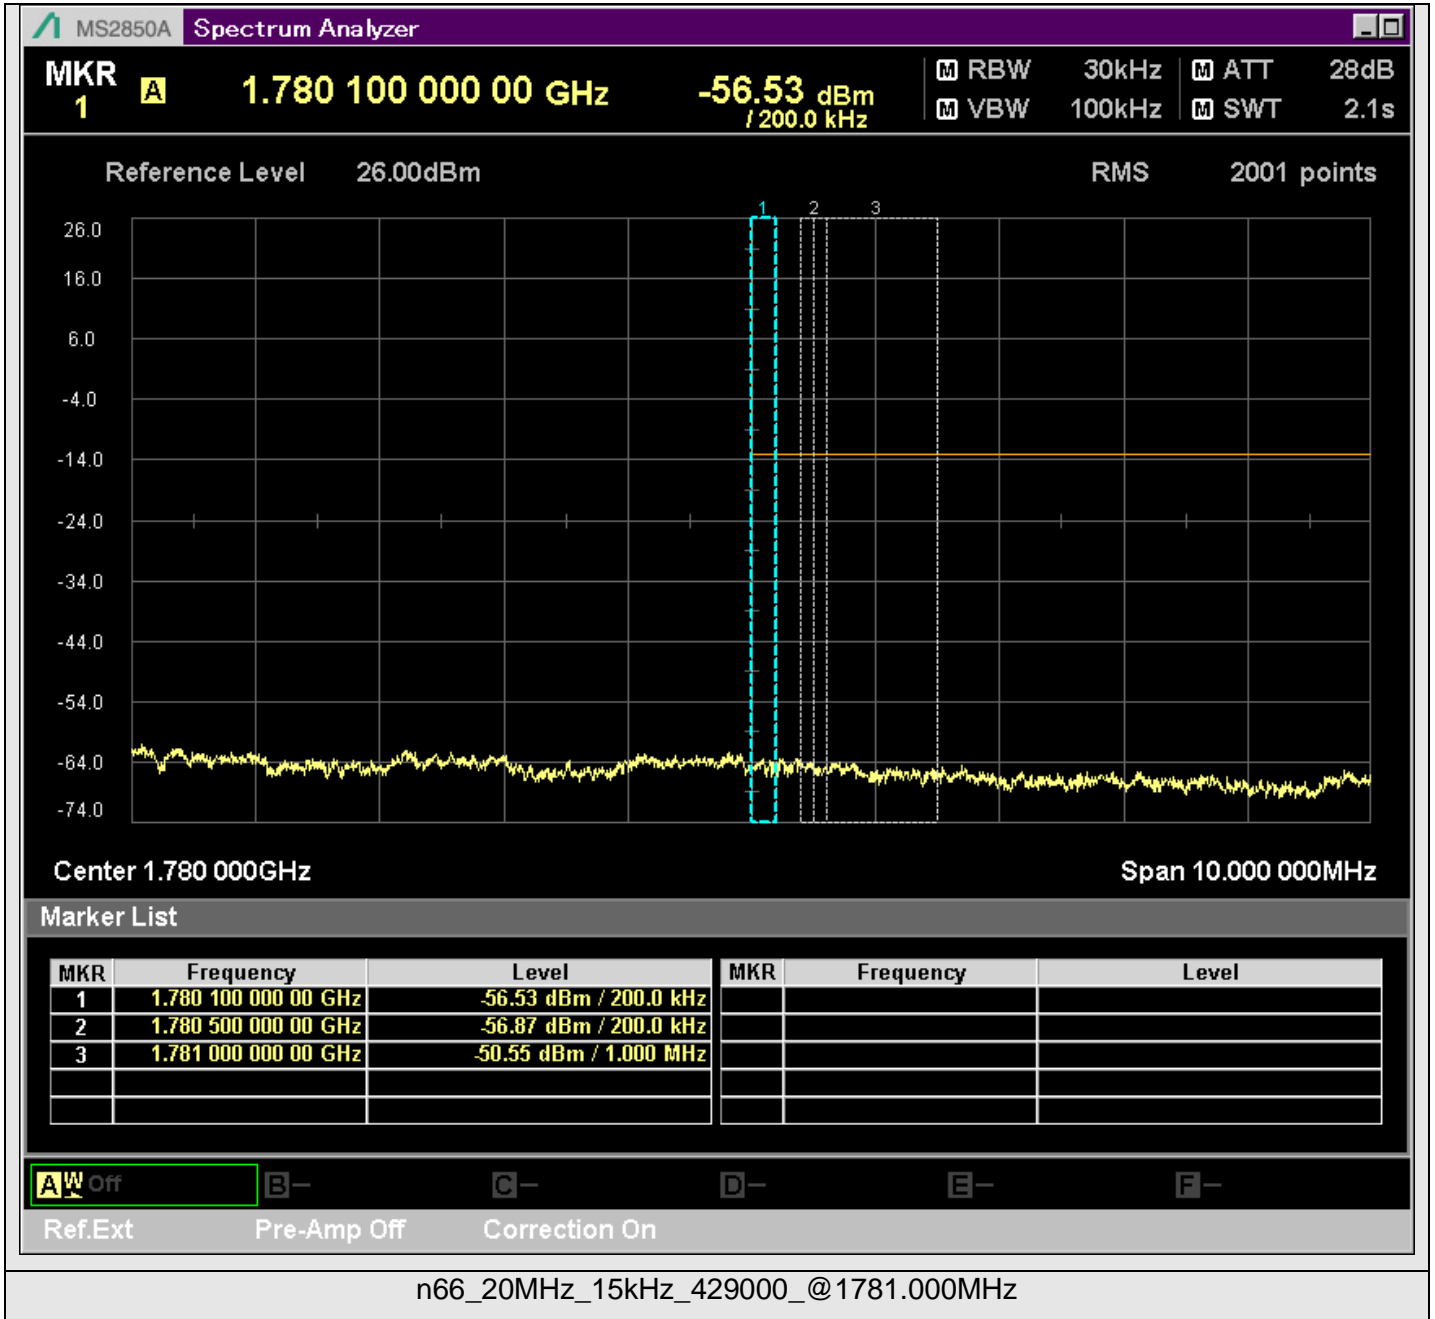 MS2850A Spectrum Analyzer
MKR 1 A 1.780 100 000 00 GHz -56.53 dBm / 200.0 kHz
M RBW 30kHz M ATT 28dB
M VBW 100kHz M SWT 2.1s
Reference Level 26.00dBm RMS 2001 points
1 2 3
26.0
16.0
6.0
-4.0
-14.0
-24.0
-34.0
-44.0
-54.0
-64.0
-74.0
Center 1.780 000GHz Span 10.000 000MHz
Marker List
MKR Frequency Level MKR Frequency Level
1 1.780 100 000 00 GHz -56.53 dBm / 200.0 kHz
2 1.780 500 000 00 GHz -56.87 dBm / 200.0 kHz
3 1.781 000 000 00 GHz -50.55 dBm / 1.000 MHz
A W Off B- C- D- E- F-
Ref.Ext Pre-Amp Off Correction On
n66_20MHz_15kHz_429000_@1781.000MHz